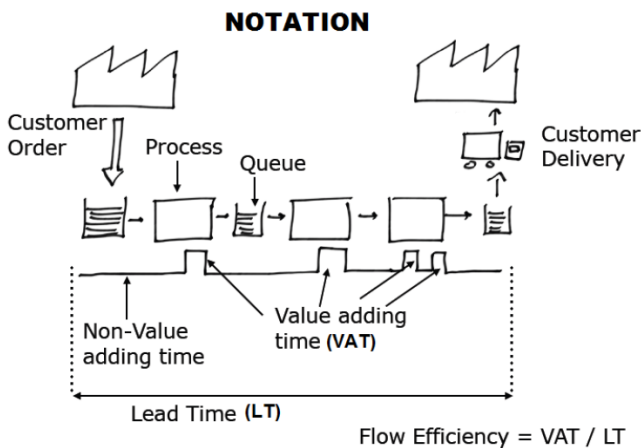 NOTATION
Customer
Order
Process
Queue
Customer
Delivery
Non-Value
adding time
Value adding
time (VAT)
Lead Time (LT)
Flow Efficiency = VAT / LT